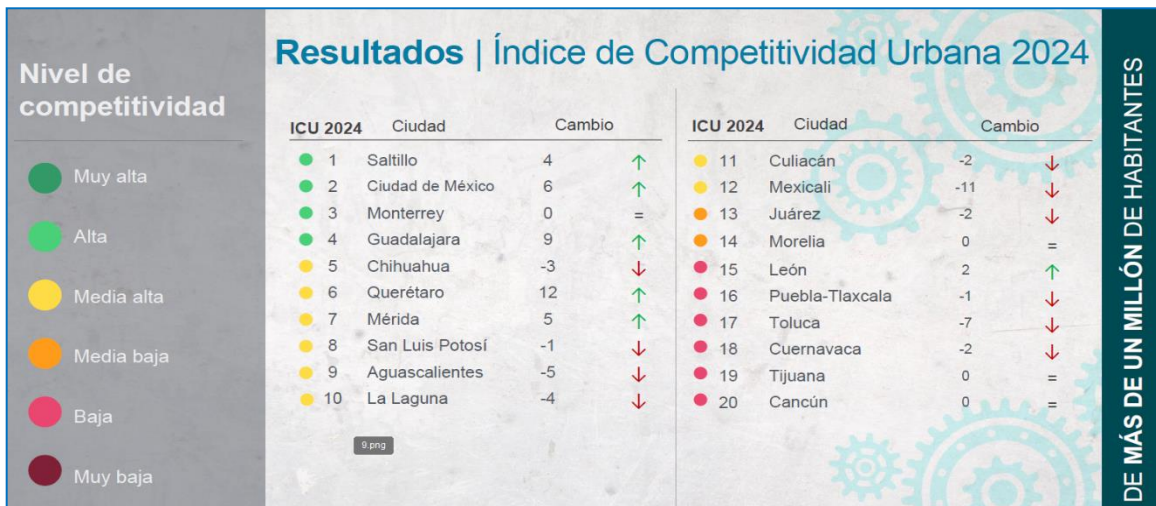 Resultados | Índice de Competitividad Urbana 2024
Nivel de
competitividad
Muy alta
Alta
Media alta
Media baja
Baja
Muy baja
ICU 2024 Ciudad Cambio
1 Saltillo 4 ↑
2 Ciudad de México 6 ↑
3 Monterrey 0 =
4 Guadalajara 9 ↑
5 Chihuahua -3 ↓
6 Querétaro 12 ↑
7 Mérida 5 ↑
8 San Luis Potosí -1 ↓
9 Aguascalientes -5 ↓
10 La Laguna -4 ↓
9.png
ICU 2024 Ciudad Cambio
11 Culiacán -2 ↓
12 Mexicali -11 ↓
13 Juárez -2 ↓
14 Morelia 0 =
15 León 2 ↑
16 Puebla-Tlaxcala -1 ↓
17 Toluca -7 ↓
18 Cuernavaca -2 ↓
19 Tijuana 0 =
20 Cancún 0 =
DE MÁS DE UN MILLÓN DE HABITANTES